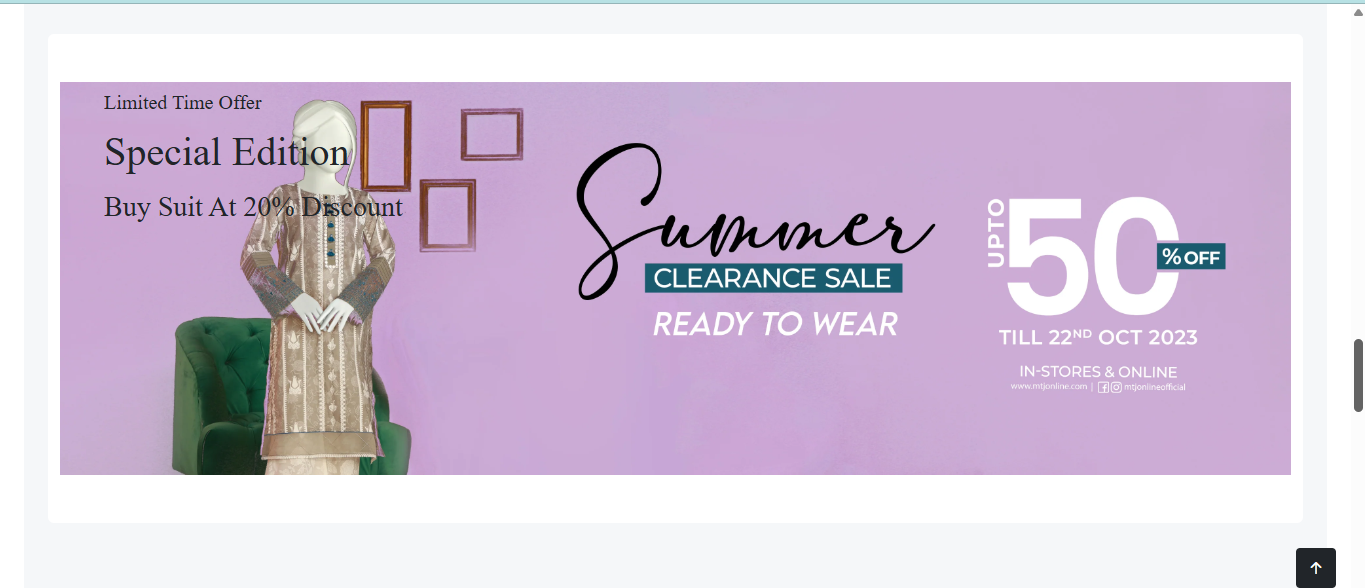 Limited Time Offer
Special Edition
Buy Suit At 20% Discount
Summer
CLEARANCE SALE
READY TO WEAR
UPTO
50
% OFF
TILL 22ND OCT 2023
IN-STORES & ONLINE
www.mtjonline.com | mtjonlineofficial